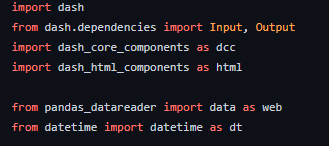 import dash
from dash.dependencies import Input, Output
import dash_core_components as dcc
import dash_html_components as html
from pandas_datareader import data as web
from datetime import datetime as dt